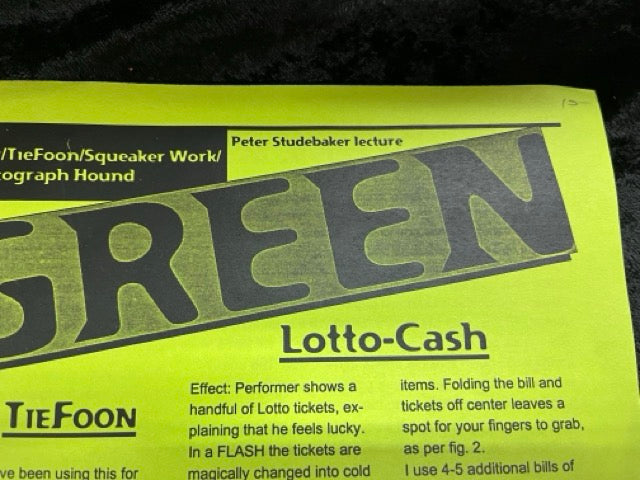 15-
/TIEFOON/Squeaker Work/
tograph Hound
Peter Studebaker lecture
GREEN
TIEFOON
ve been using this for
Lotto-Cash
Effect: Performer shows a
handful of Lotto tickets, ex-
plaining that he feels lucky.
In a FLASH the tickets are
magically changed into cold
items. Folding the bill and
tickets off center leaves a
spot for your fingers to grab,
as per fig. 2.
I use 4-5 additional bills of